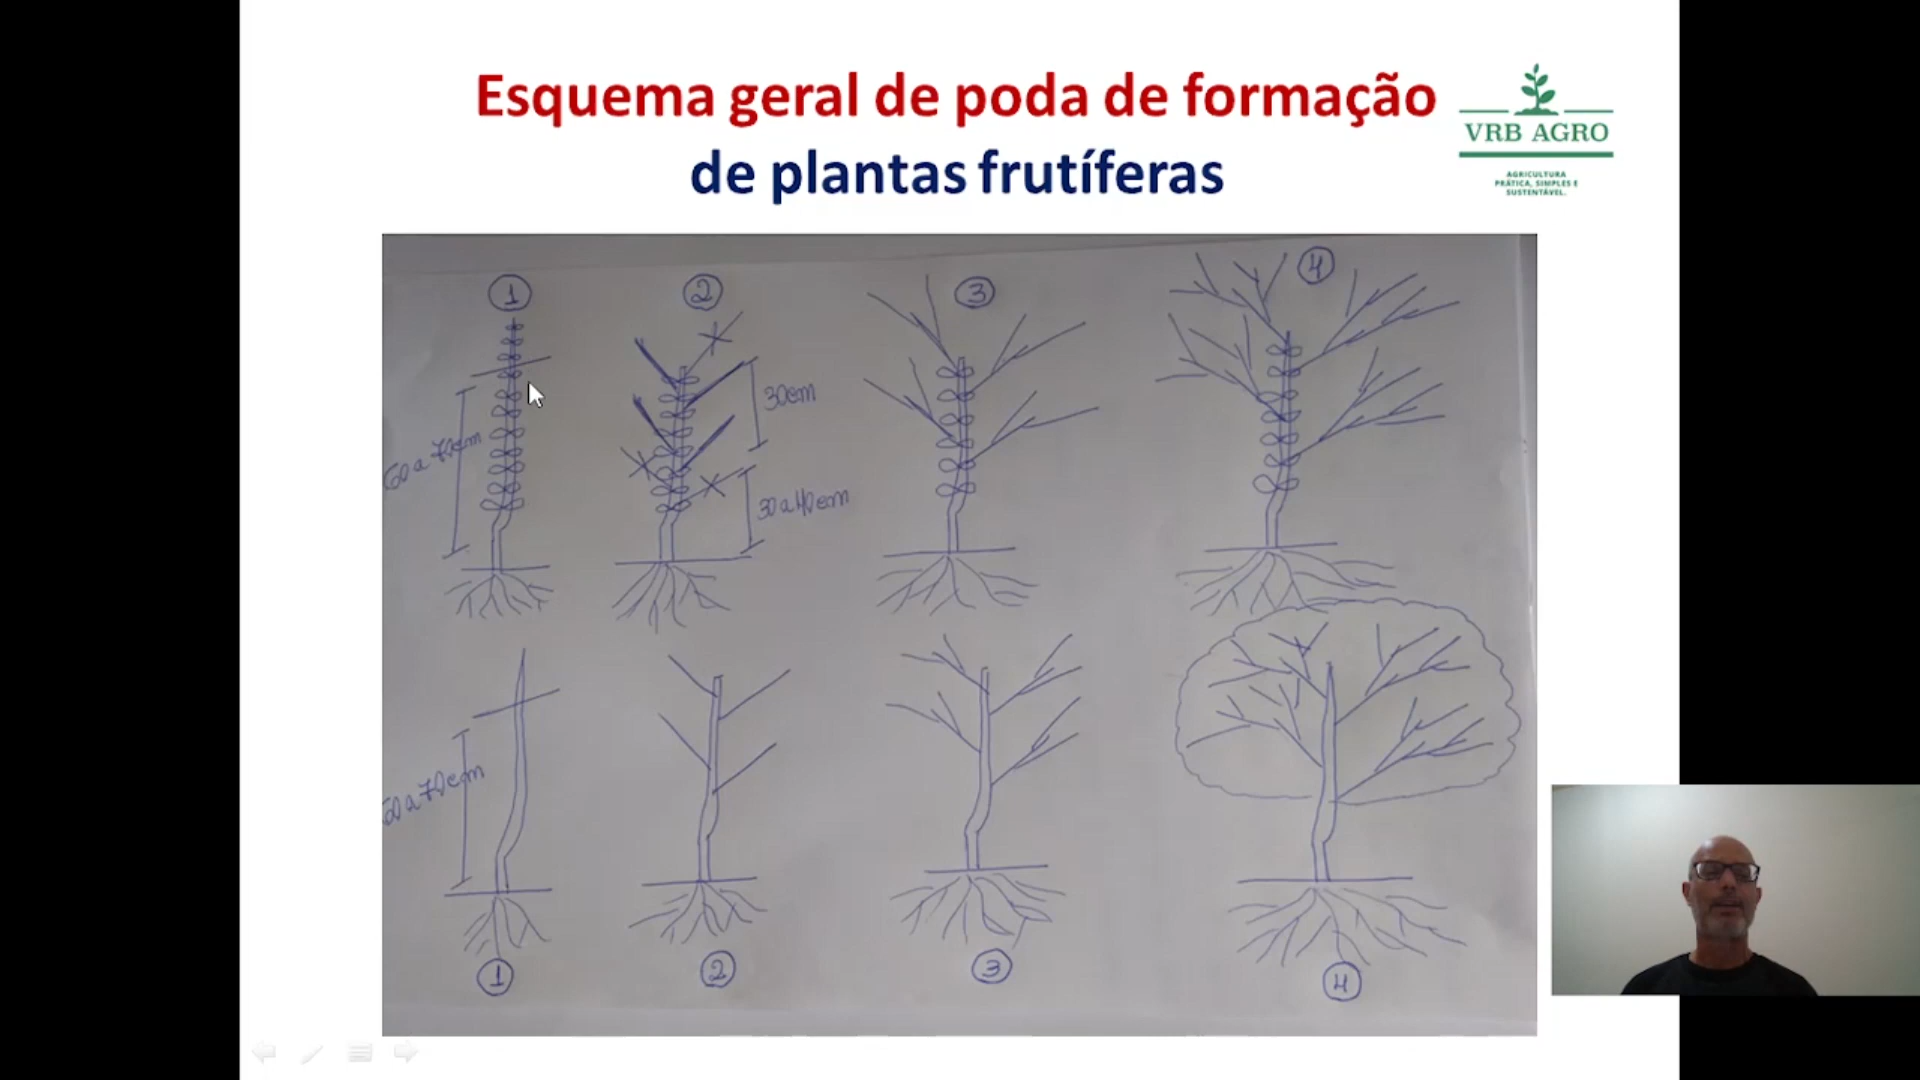 Esquema geral de poda de formação
de plantas frutíferas
VRB AGRO
AGRICULTURA
PRÁTICA, SIMPLES E
SUSTENTÁVEL.
1
2
3
4
60 a 70cm
30cm
30 a 40cm
60 a 70cm
1
2
3
4